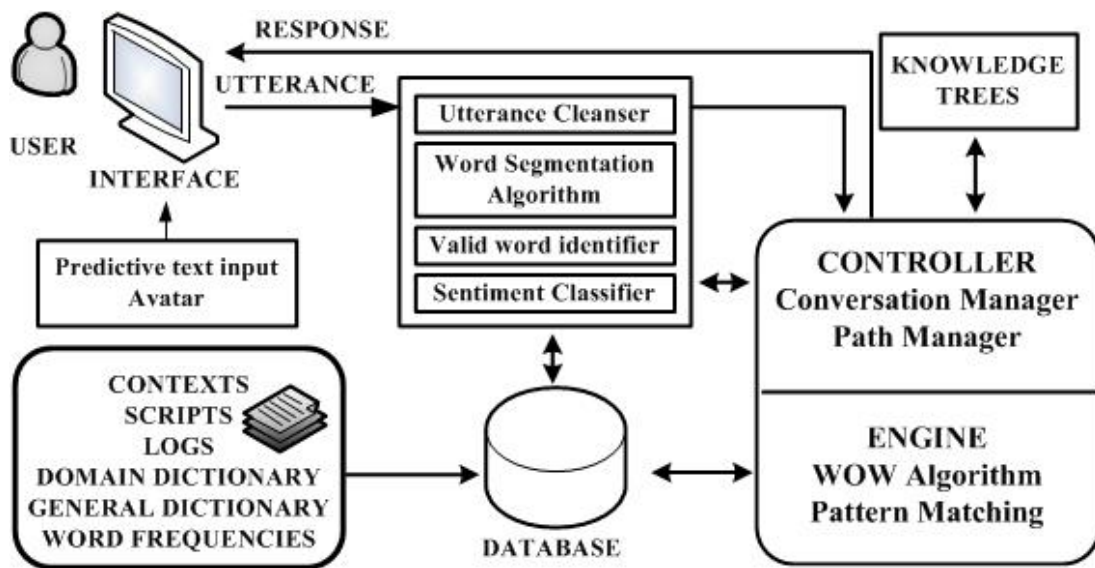 RESPONSE
UTTERANCE
USER
INTERFACE
Predictive text input
Avatar
Utterance Cleanser
Word Segmentation
Algorithm
Valid word identifier
Sentiment Classifier
KNOWLEDGE
TREES
CONTROLLER
Conversation Manager
Path Manager
ENGINE
WOW Algorithm
Pattern Matching
CONTEXTS
SCRIPTS
LOGS
DOMAIN DICTIONARY
GENERAL DICTIONARY
WORD FREQUENCIES
DATABASE